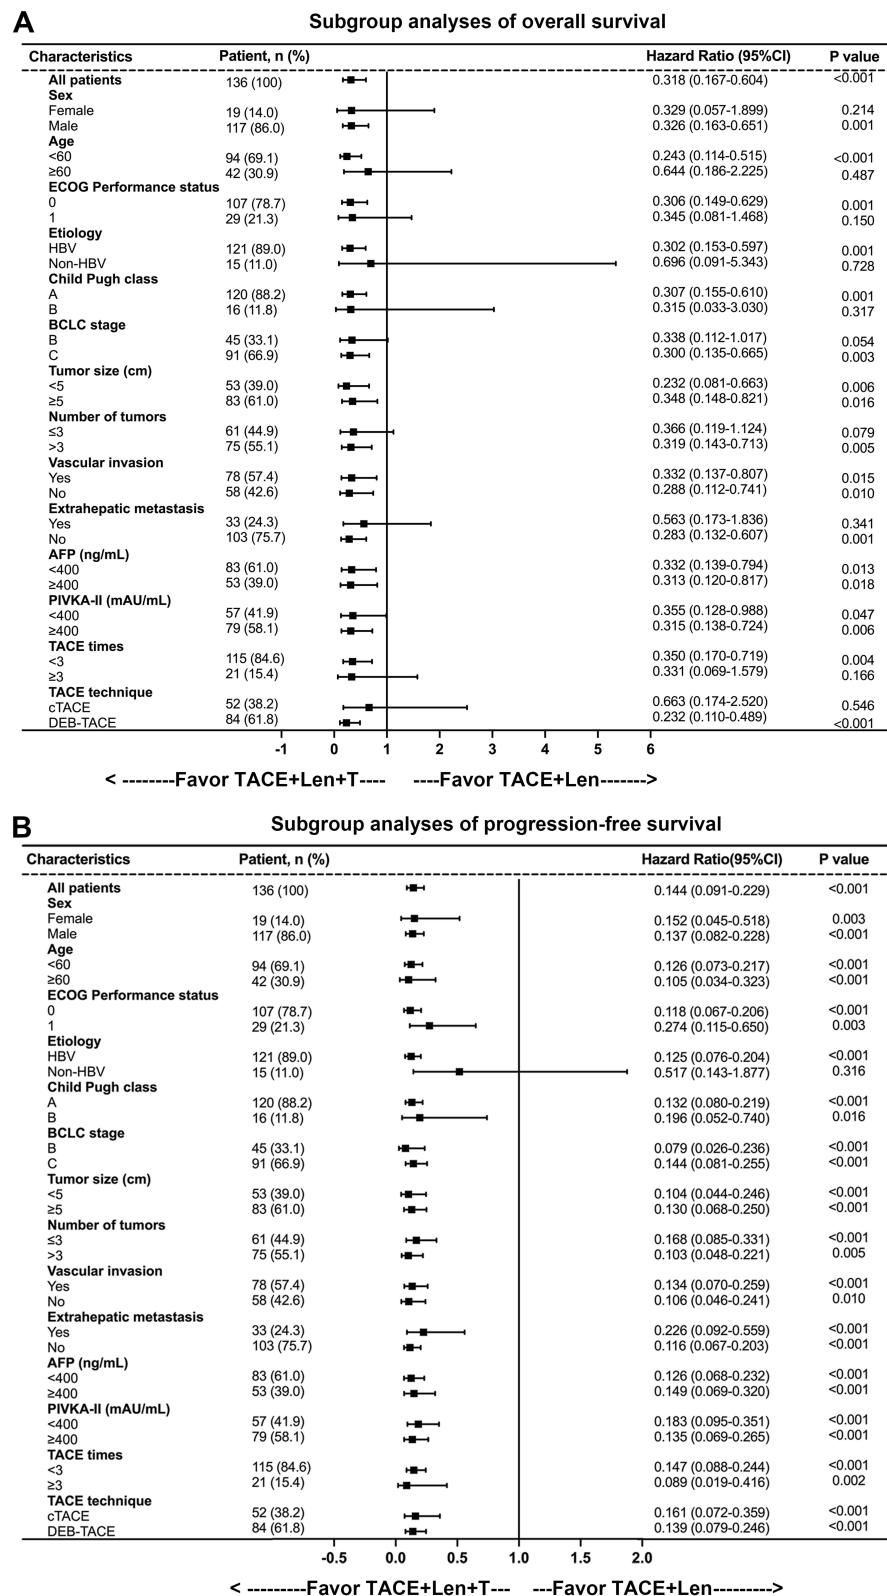 A
Subgroup analyses of overall survival
Characteristics Patient, n (%) Hazard Ratio (95%CI) P value
All patients 136 (100) 0.318 (0.167-0.604) <0.001
Sex
Female 19 (14.0) 0.329 (0.057-1.899) 0.214
Male 117 (86.0) 0.326 (0.163-0.651) 0.001
Age
<60 94 (69.1) 0.243 (0.114-0.515) <0.001
≥60 42 (30.9) 0.644 (0.186-2.225) 0.487
ECOG Performance status
0 107 (78.7) 0.306 (0.149-0.629) 0.001
1 29 (21.3) 0.345 (0.081-1.468) 0.150
Etiology
HBV 121 (89.0) 0.302 (0.153-0.597) 0.001
Non-HBV 15 (11.0) 0.696 (0.091-5.343) 0.728
Child Pugh class
A 120 (88.2) 0.307 (0.155-0.610) 0.001
B 16 (11.8) 0.315 (0.033-3.030) 0.317
BCLC stage
B 45 (33.1) 0.338 (0.112-1.017) 0.054
C 91 (66.9) 0.300 (0.135-0.665) 0.003
Tumor size (cm)
<5 53 (39.0) 0.232 (0.081-0.663) 0.006
≥5 83 (61.0) 0.348 (0.148-0.821) 0.016
Number of tumors
≤3 61 (44.9) 0.366 (0.119-1.124) 0.079
>3 75 (55.1) 0.319 (0.143-0.713) 0.005
Vascular invasion
Yes 78 (57.4) 0.332 (0.137-0.807) 0.015
No 58 (42.6) 0.288 (0.112-0.741) 0.010
Extrahepatic metastasis
Yes 33 (24.3) 0.563 (0.173-1.836) 0.341
No 103 (75.7) 0.283 (0.132-0.607) 0.001
AFP (ng/mL)
<400 83 (61.0) 0.332 (0.139-0.794) 0.013
≥400 53 (39.0) 0.313 (0.120-0.817) 0.018
PIVKA-II (mAU/mL)
<400 57 (41.9) 0.355 (0.128-0.988) 0.047
≥400 79 (58.1) 0.315 (0.138-0.724) 0.006
TACE times
<3 115 (84.6) 0.350 (0.170-0.719) 0.004
≥3 21 (15.4) 0.331 (0.069-1.579) 0.166
TACE technique
cTACE 52 (38.2) 0.663 (0.174-2.520) 0.546
DEB-TACE 84 (61.8) 0.232 (0.110-0.489) <0.001
-1 0 1 2 3 4 5 6
< --------Favor TACE+Len+T---- ----Favor TACE+Len------->
B
Subgroup analyses of progression-free survival
Characteristics Patient, n (%) Hazard Ratio(95%CI) P value
All patients 136 (100) 0.144 (0.091-0.229) <0.001
Sex
Female 19 (14.0) 0.152 (0.045-0.518) 0.003
Male 117 (86.0) 0.137 (0.082-0.228) <0.001
Age
<60 94 (69.1) 0.126 (0.073-0.217) <0.001
≥60 42 (30.9) 0.105 (0.034-0.323) <0.001
ECOG Performance status
0 107 (78.7) 0.118 (0.067-0.206) <0.001
1 29 (21.3) 0.274 (0.115-0.650) 0.003
Etiology
HBV 121 (89.0) 0.125 (0.076-0.204) <0.001
Non-HBV 15 (11.0) 0.517 (0.143-1.877) 0.316
Child Pugh class
A 120 (88.2) 0.132 (0.080-0.219) <0.001
B 16 (11.8) 0.196 (0.052-0.740) 0.016
BCLC stage
B 45 (33.1) 0.079 (0.026-0.236) <0.001
C 91 (66.9) 0.144 (0.081-0.255) <0.001
Tumor size (cm)
<5 53 (39.0) 0.104 (0.044-0.246) <0.001
≥5 83 (61.0) 0.130 (0.068-0.250) <0.001
Number of tumors
≤3 61 (44.9) 0.168 (0.085-0.331) <0.001
>3 75 (55.1) 0.103 (0.048-0.221) 0.005
Vascular invasion
Yes 78 (57.4) 0.134 (0.070-0.259) <0.001
No 58 (42.6) 0.106 (0.046-0.241) 0.010
Extrahepatic metastasis
Yes 33 (24.3) 0.226 (0.092-0.559) <0.001
No 103 (75.7) 0.116 (0.067-0.203) <0.001
AFP (ng/mL)
<400 83 (61.0) 0.126 (0.068-0.232) <0.001
≥400 53 (39.0) 0.149 (0.069-0.320) <0.001
PIVKA-II (mAU/mL)
<400 57 (41.9) 0.183 (0.095-0.351) <0.001
≥400 79 (58.1) 0.135 (0.069-0.265) <0.001
TACE times
<3 115 (84.6) 0.147 (0.088-0.244) <0.001
≥3 21 (15.4) 0.089 (0.019-0.416) 0.002
TACE technique
cTACE 52 (38.2) 0.161 (0.072-0.359) <0.001
DEB-TACE 84 (61.8) 0.139 (0.079-0.246) <0.001
-0.5 0.0 0.5 1.0 1.5 2.0
< ---------Favor TACE+Len+T--- ---Favor TACE+Len--------->